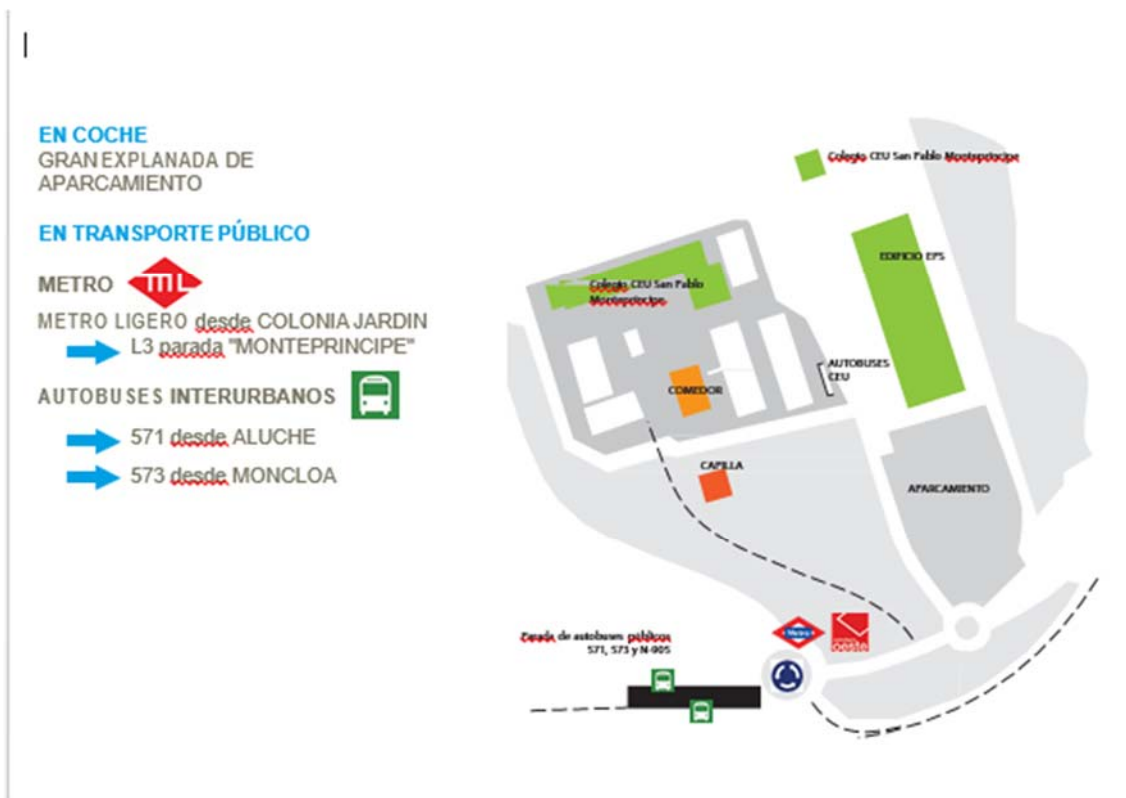 EN COCHE
GRAN EXPLANADA DE
APARCAMIENTO
EN TRANSPORTE PÚBLICO
METRO ML
METRO LIGERO desde COLONIA JARDIN
L3 parada "MONTEPRINCIPE"
AUTOBUSES INTERURBANOS
571 desde ALUCHE
573 desde MONCLOA
Colegio CEU San Pablo Montepríncipe
EDIFICIO EPS
Colegio CEU San Pablo
Montepríncipe
AUTOBUSES
CEU
COMEDOR
CAPILLA
APARCAMIENTO
Metro
oeste
Parada de autobuses públicos
571, 573 y N-905